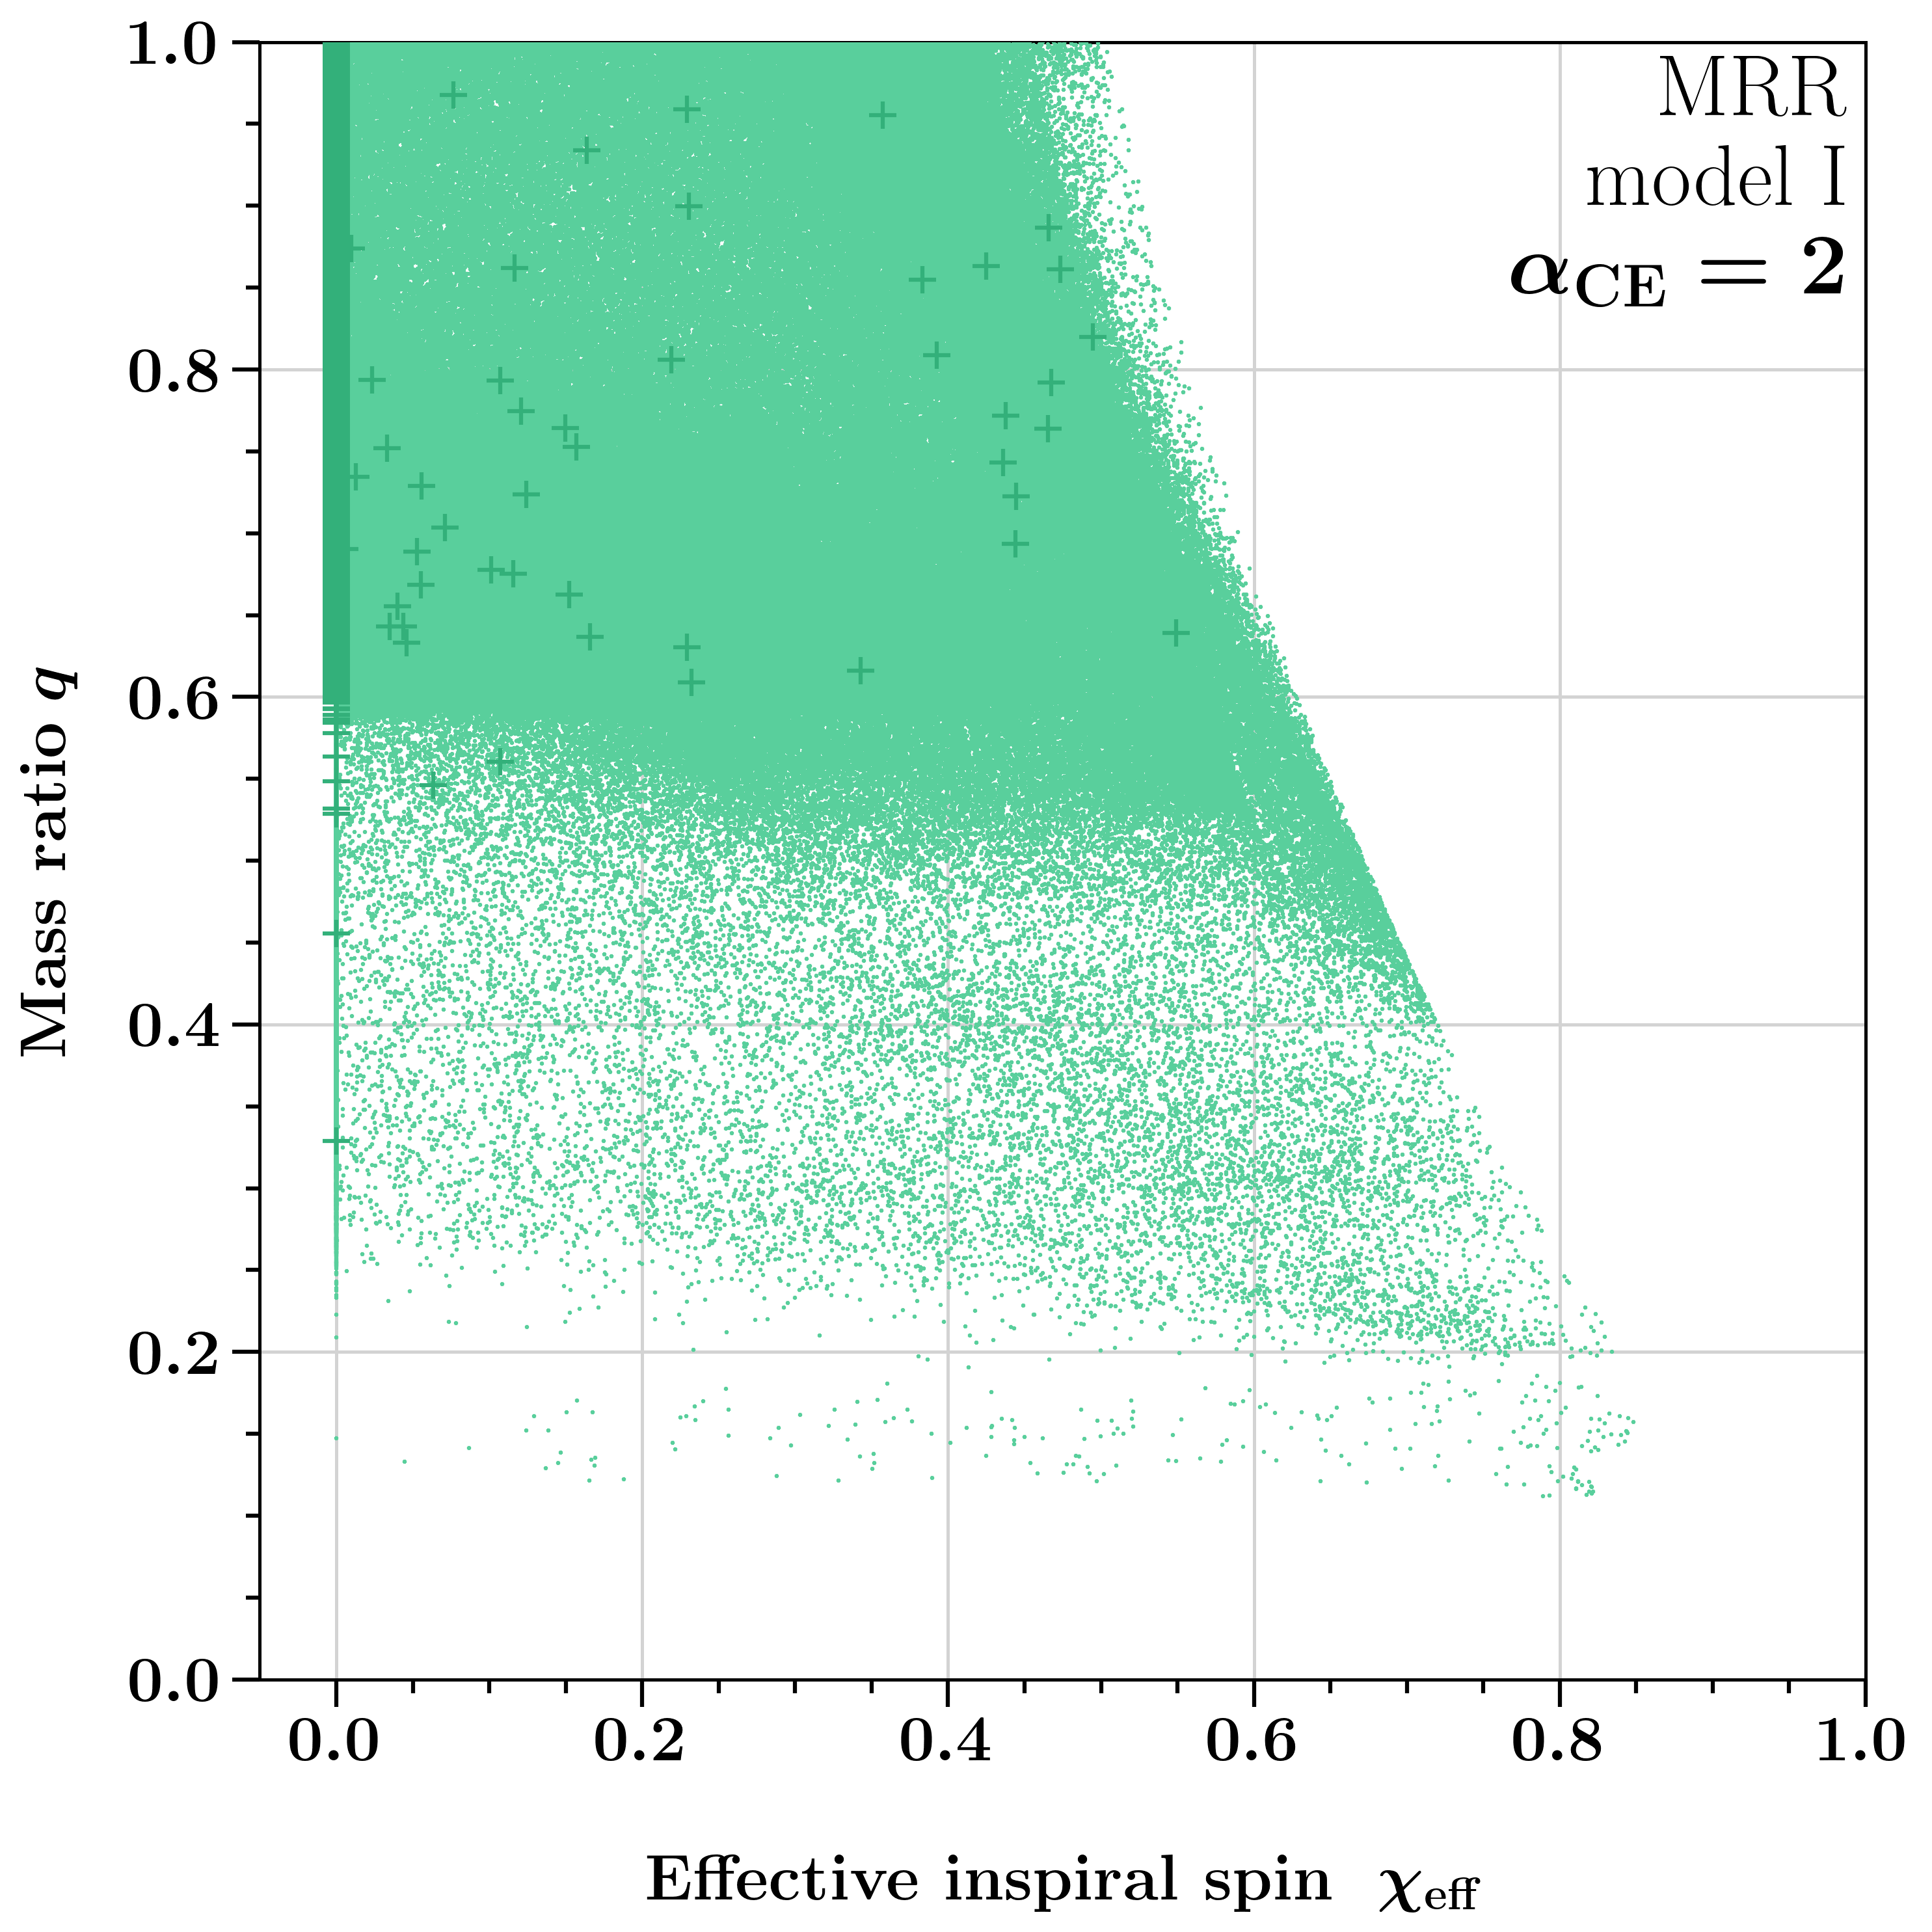 MRR
model I
α_CE = 2
1.0
0.8
0.6
0.4
0.2
0.0
Mass ratio q
0.0 0.2 0.4 0.6 0.8 1.0
Effective inspiral spin χ_eff